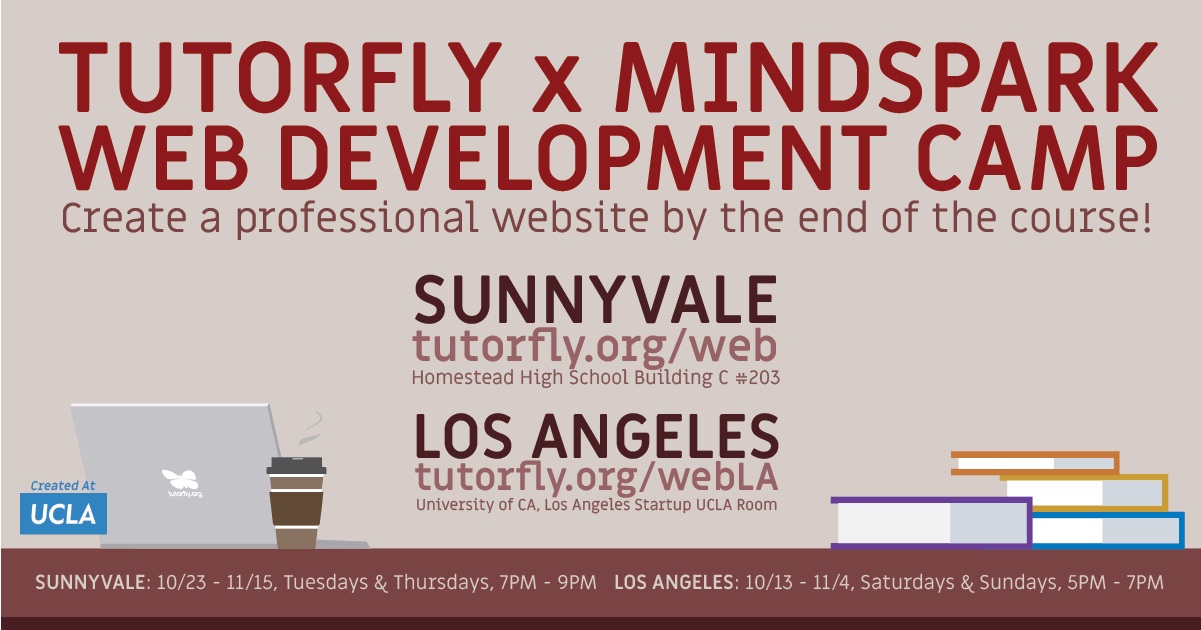 TUTORFLY x MINDSPARK
WEB DEVELOPMENT CAMP
Create a professional website by the end of the course!
SUNNYVALE
tutorfly.org/web
Homestead High School Building C #203
LOS ANGELES
tutorfly.org/webLA
University of CA, Los Angeles Startup UCLA Room
tutorfly.org
Created At
UCLA
SUNNYVALE: 10/23 - 11/15, Tuesdays & Thursdays, 7PM - 9PM LOS ANGELES: 10/13 - 11/4, Saturdays & Sundays, 5PM - 7PM